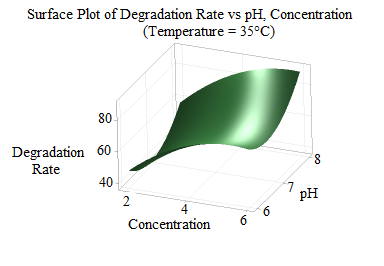 Surface Plot of Degradation Rate vs pH, Concentration
(Temperature = 35°C)
80
Degradation 60
Rate
40
8
7
pH
2
4
6
6
Concentration